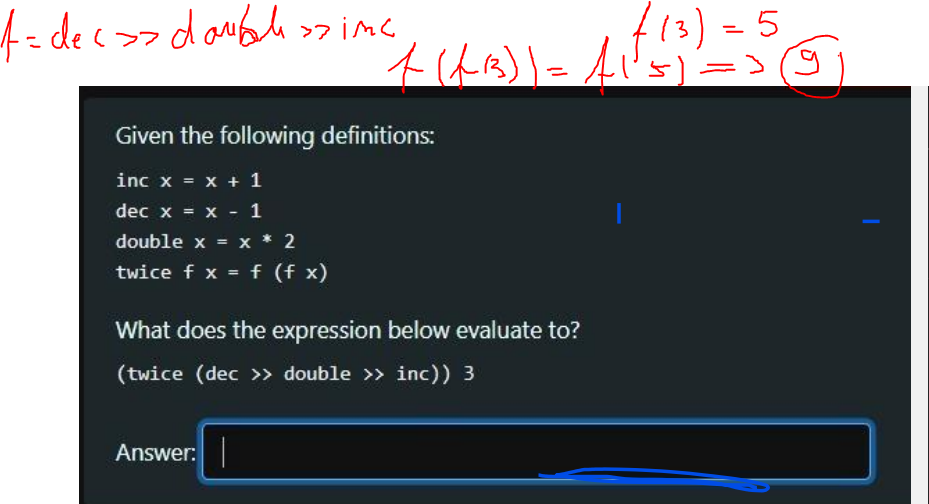 f = dec >> double >> inc
f(3) = 5
f(f(3)) = f(5) => 9
Given the following definitions:
inc x = x + 1
dec x = x - 1
double x = x * 2
twice f x = f (f x)
What does the expression below evaluate to?
(twice (dec >> double >> inc)) 3
Answer: